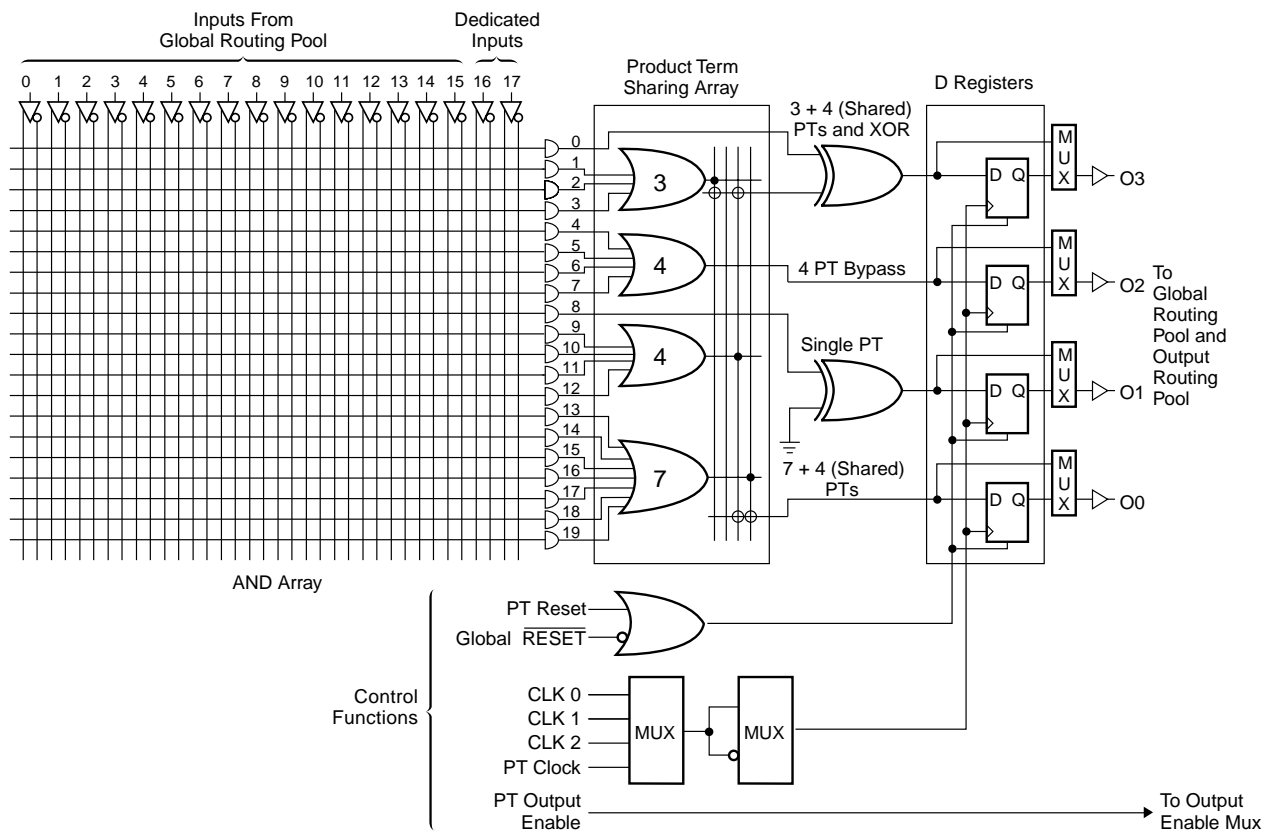 Inputs From
Global Routing Pool
Dedicated
Inputs
0 1 2 3 4 5 6 7 8 9 10 11 12 13 14 15 16 17
Product Term
Sharing Array
D Registers
3 + 4 (Shared)
PTs and XOR
0
1
2
3
4
5
6
7
8
9
10
11
12
13
14
15
16
17
18
19
3
4
4
7
4 PT Bypass
Single PT
7 + 4 (Shared)
PTs
D Q
D Q
D Q
D Q
MUX
MUX
MUX
MUX
O3
O2
O1
O0
To
Global
Routing
Pool and
Output
Routing
Pool
AND Array
Control
Functions
PT Reset
Global RESET
CLK 0
CLK 1
CLK 2
PT Clock
MUX
MUX
PT Output
Enable
To Output
Enable Mux